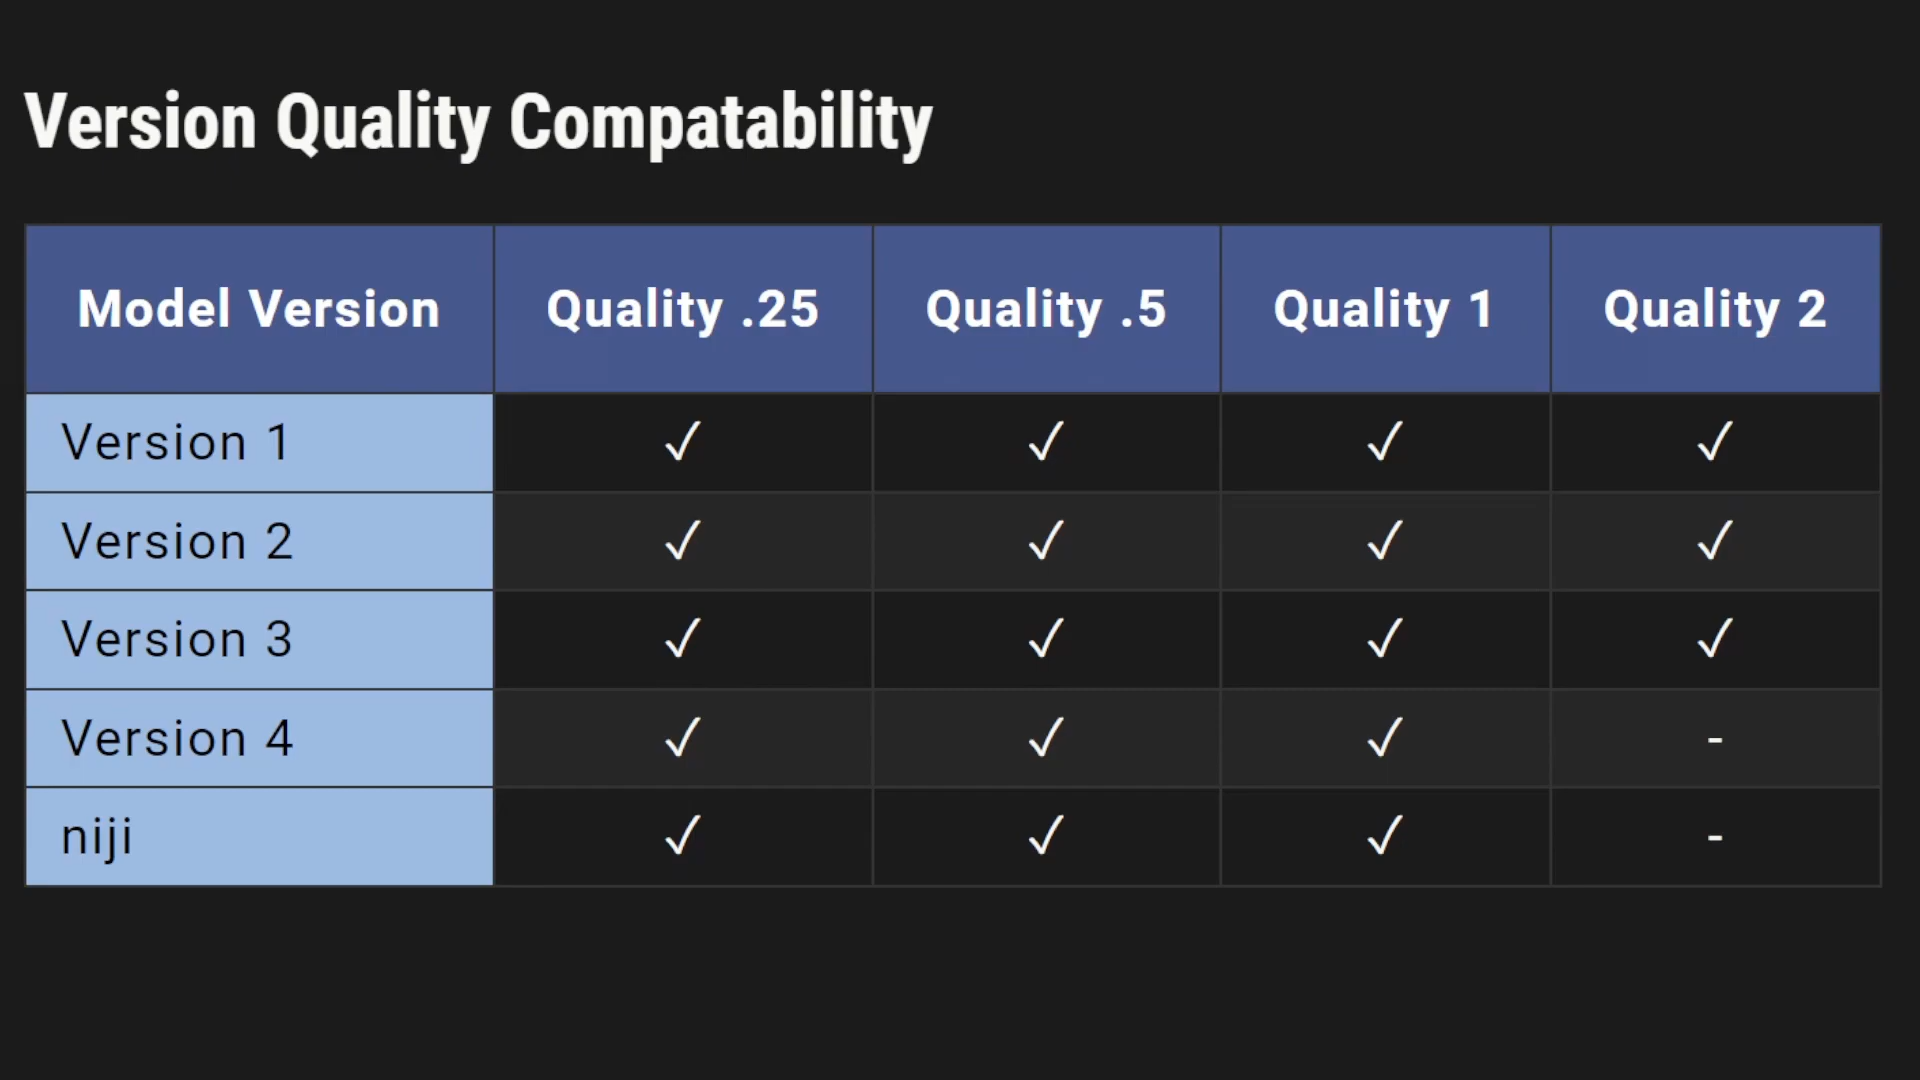 Version Quality Compatability
Model Version Quality .25 Quality .5 Quality 1 Quality 2
Version 1 ✓ ✓ ✓ ✓
Version 2 ✓ ✓ ✓ ✓
Version 3 ✓ ✓ ✓ ✓
Version 4 ✓ ✓ ✓ -
niji ✓ ✓ ✓ -